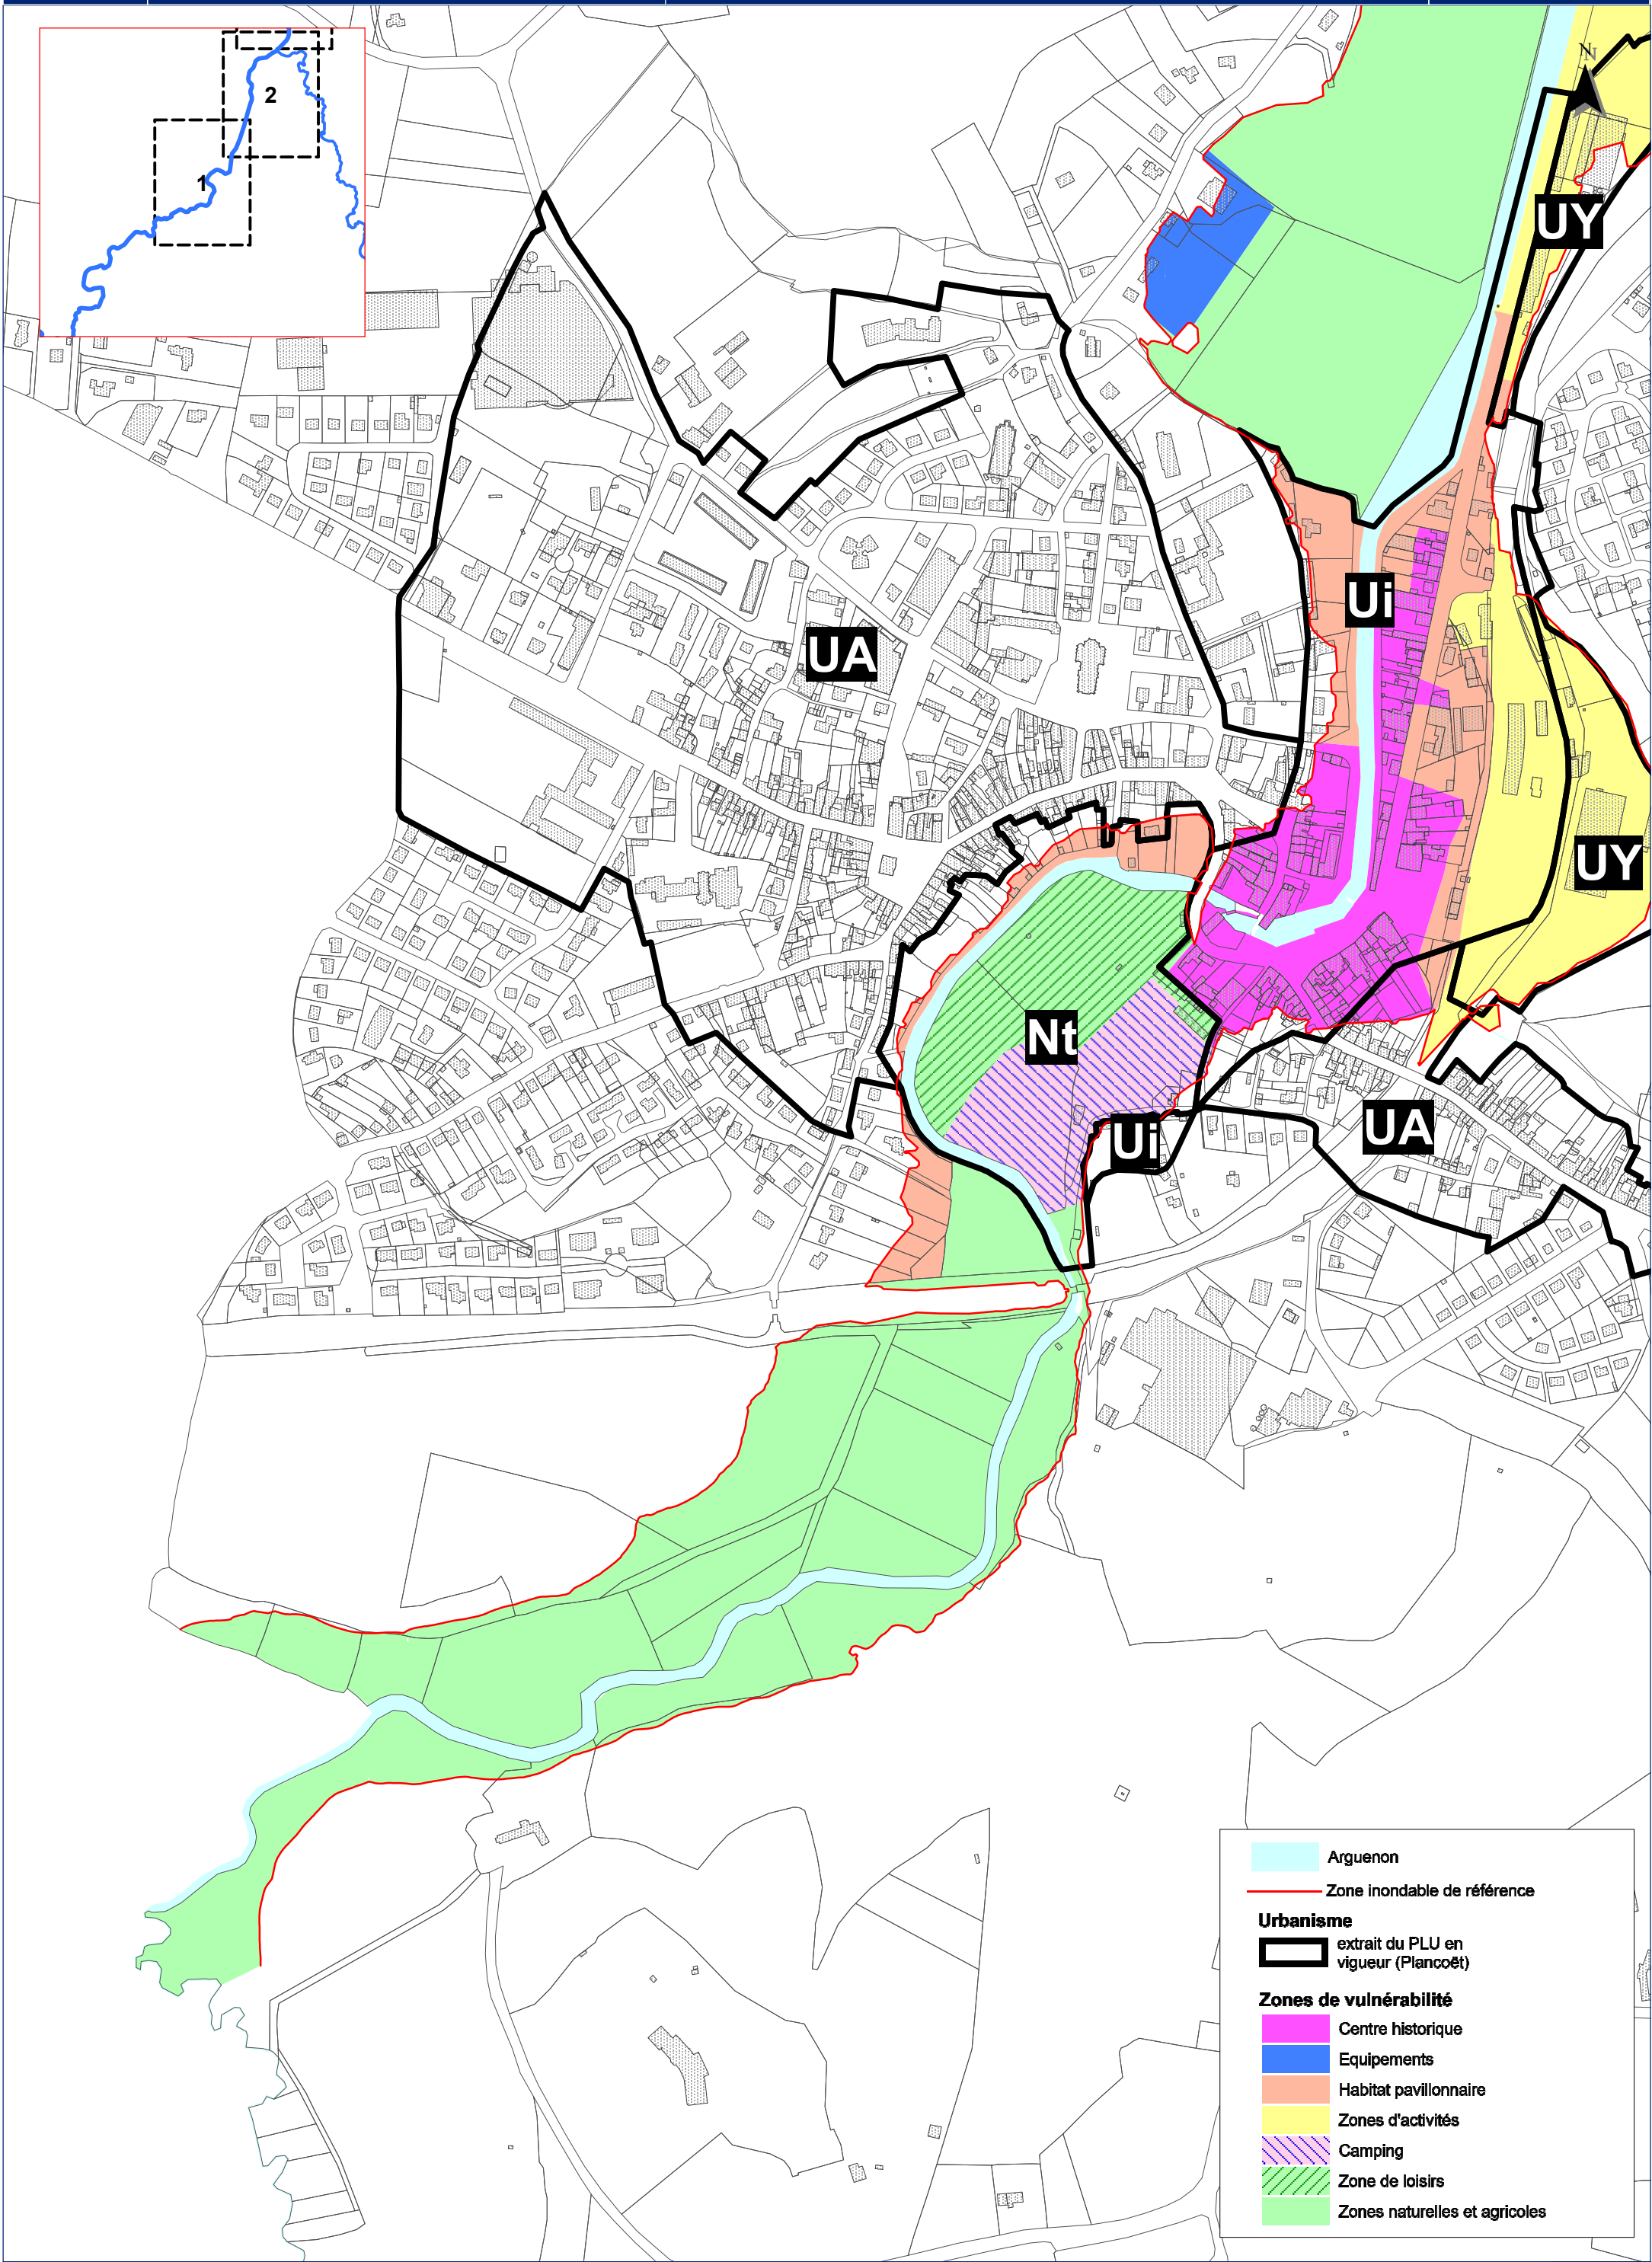 2
1
N
UY
Ui
UA
UY
Nt
Ui
UA
Arguenon
Zone inondable de référence
Urbanisme
extrait du PLU en
vigueur (Plancoët)
Zones de vulnérabilité
Centre historique
Equipements
Habitat pavillonnaire
Zones d'activités
Camping
Zone de loisirs
Zones naturelles et agricoles